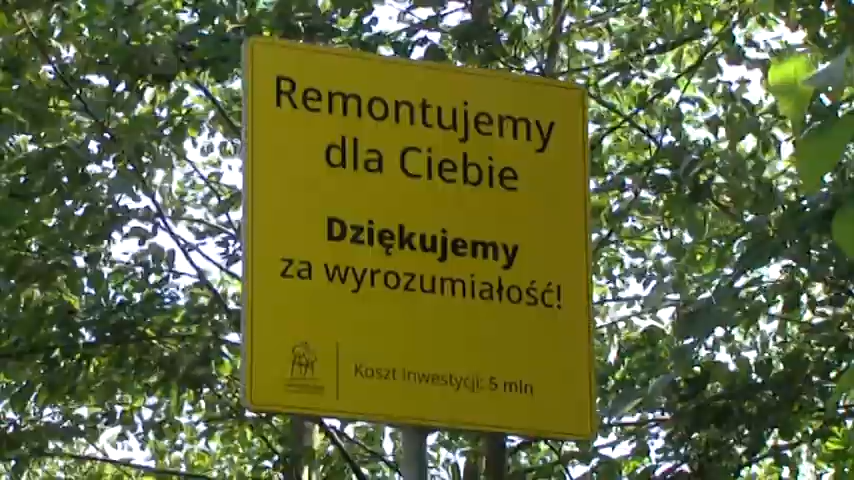 Remontujemy
dla Ciebie
Dziękujemy
za wyrozumiałość!
Koszt inwestycji: 5 mln